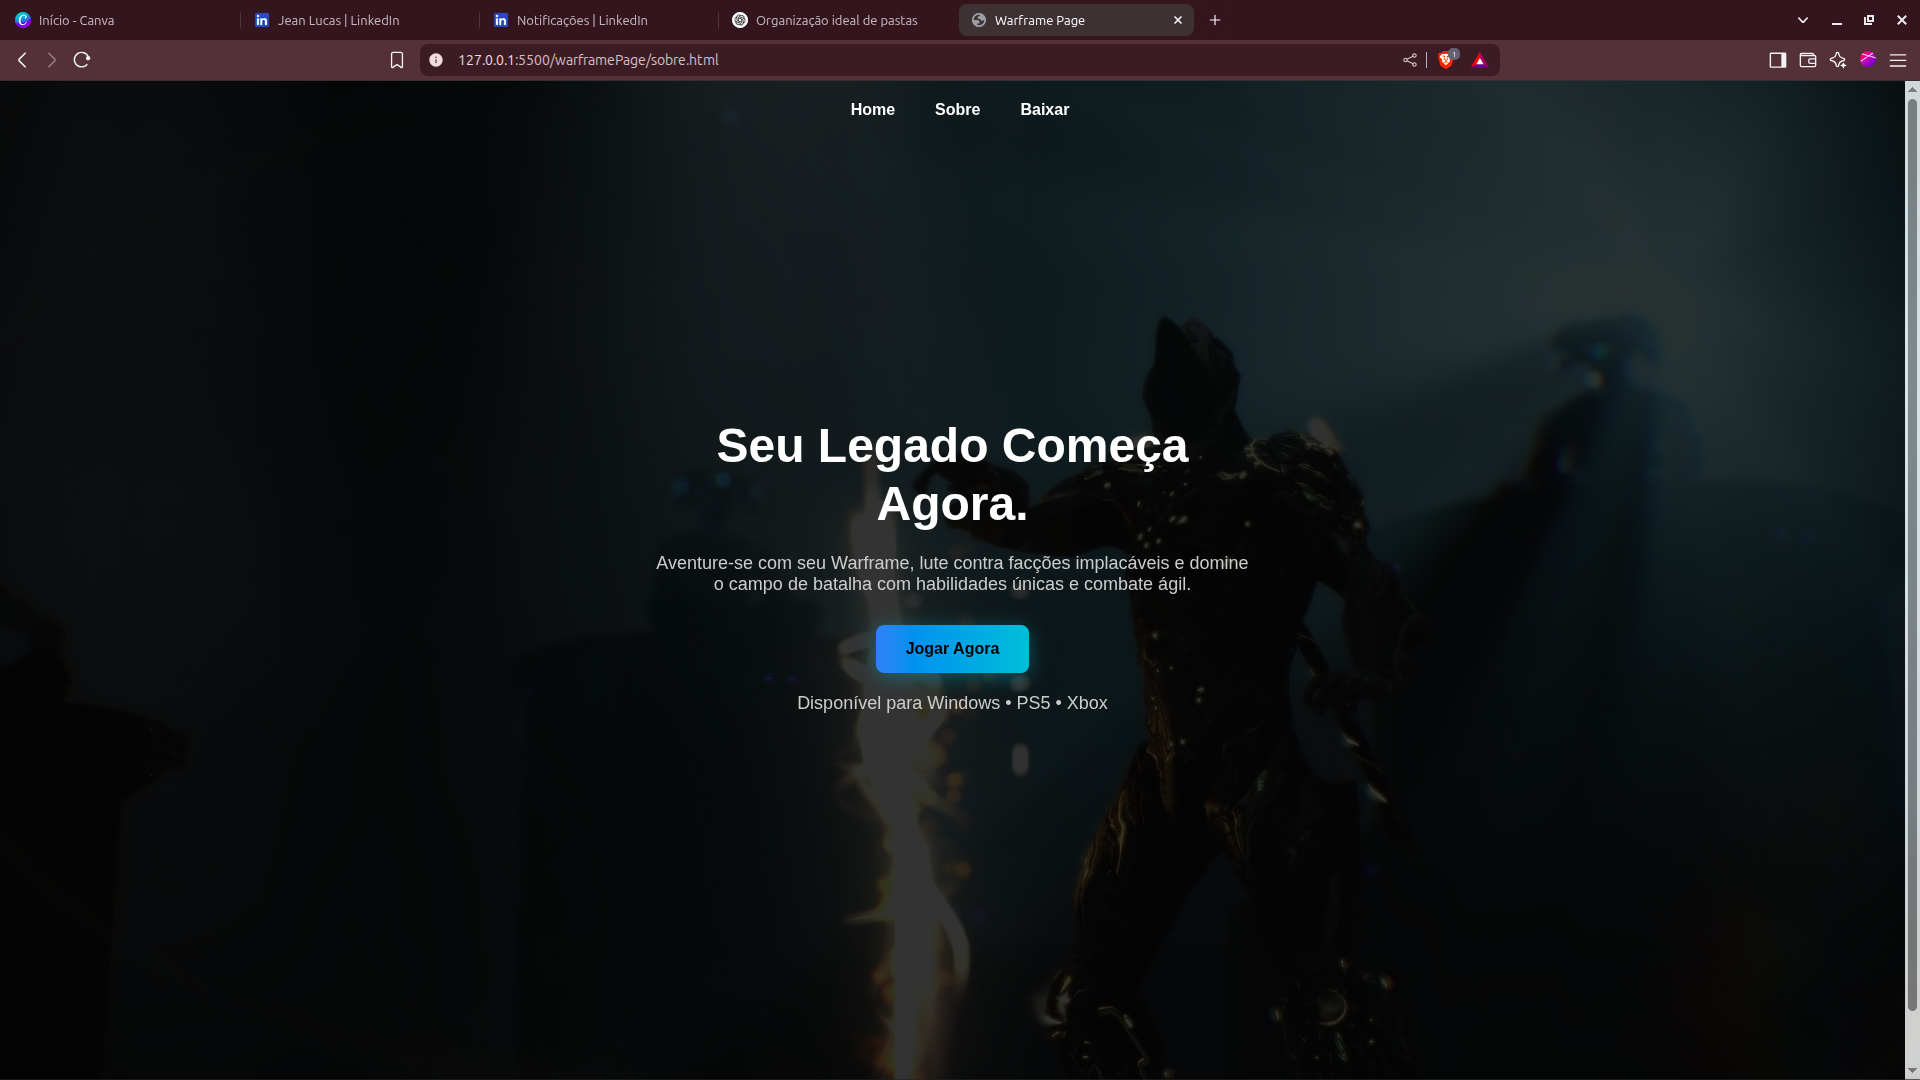 Início - Canva
Jean Lucas | LinkedIn
Notificações | LinkedIn
Organização ideal de pastas
Warframe Page
127.0.0.1:5500/warframePage/sobre.html
1
Home Sobre Baixar
Seu Legado Começa
Agora.
Aventure-se com seu Warframe, lute contra facções implacáveis e domine
o campo de batalha com habilidades únicas e combate ágil.
Jogar Agora
Disponível para Windows • PS5 • Xbox